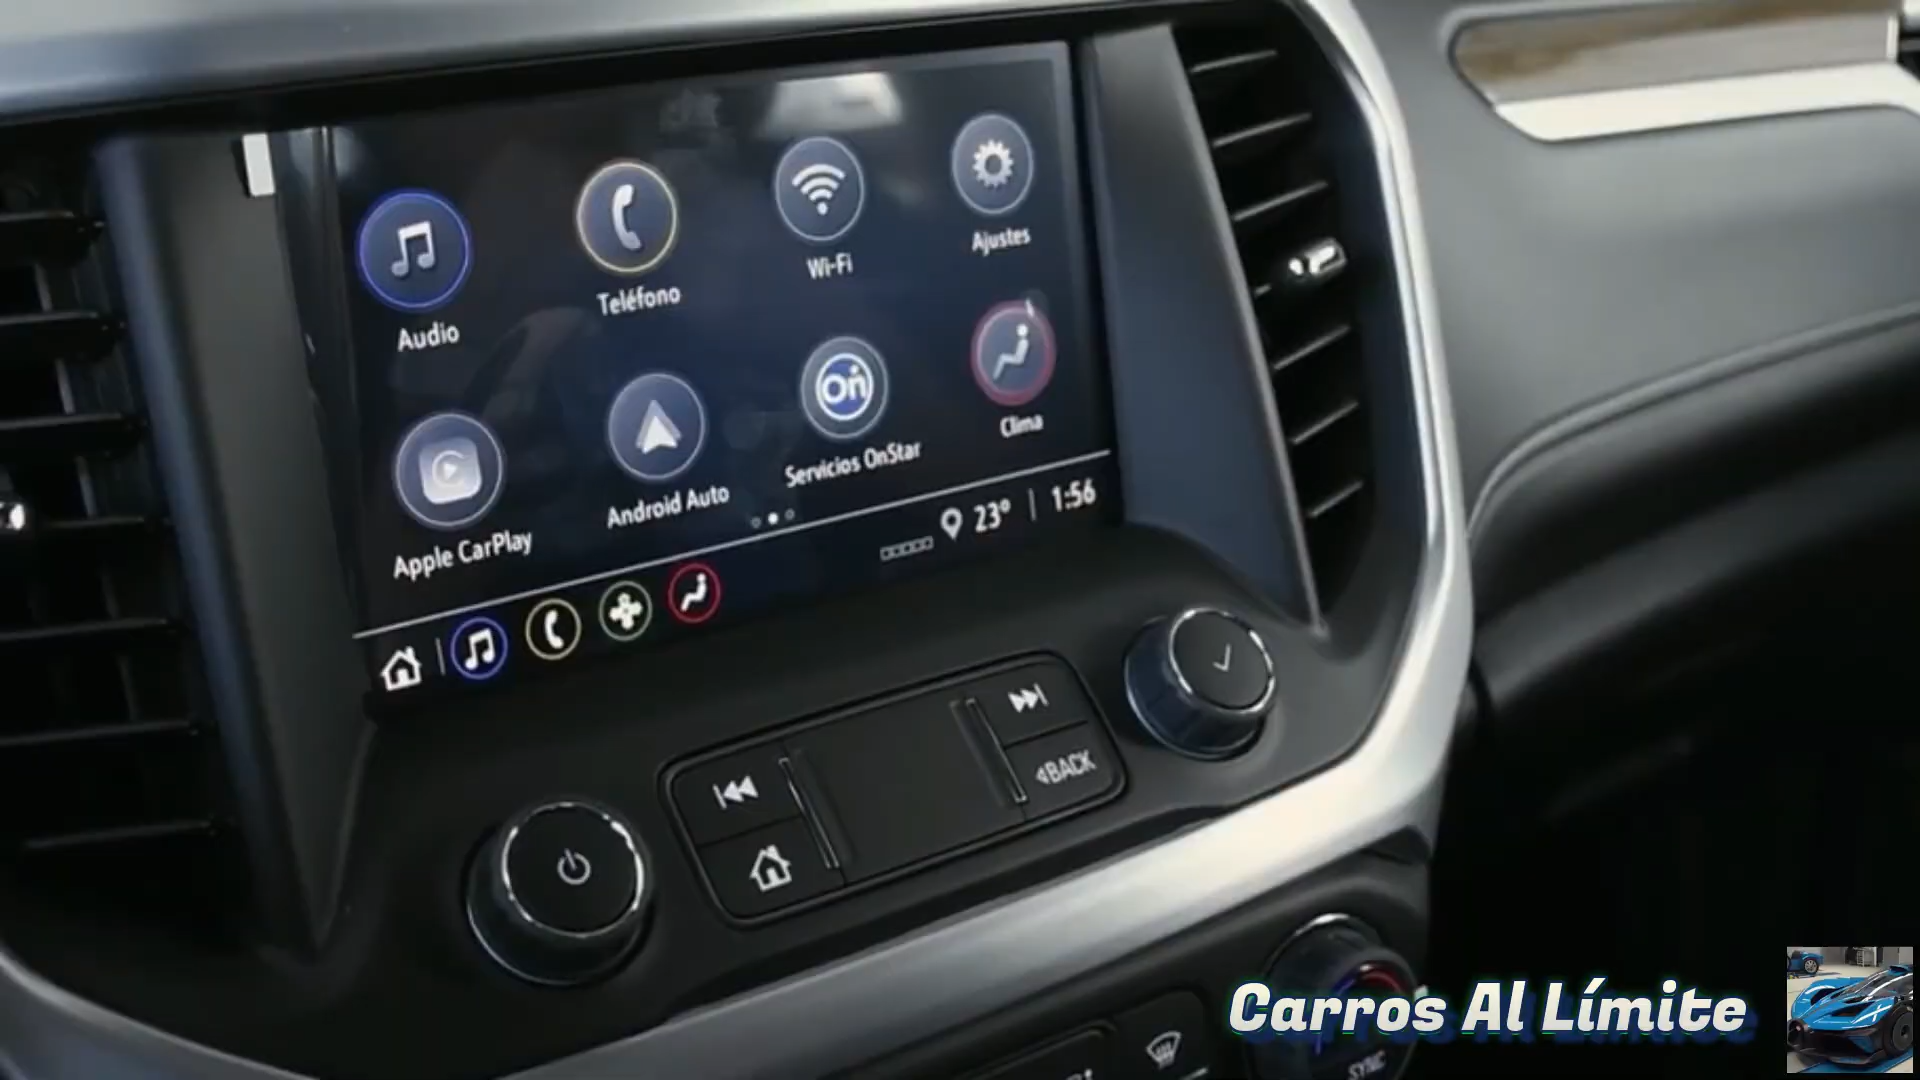 Audio
Teléfono
Wi-Fi
Ajustes
Apple CarPlay
Android Auto
On
Servicios OnStar
Clima
23° 1:56
BACK
SYNC
Carros Al Límite